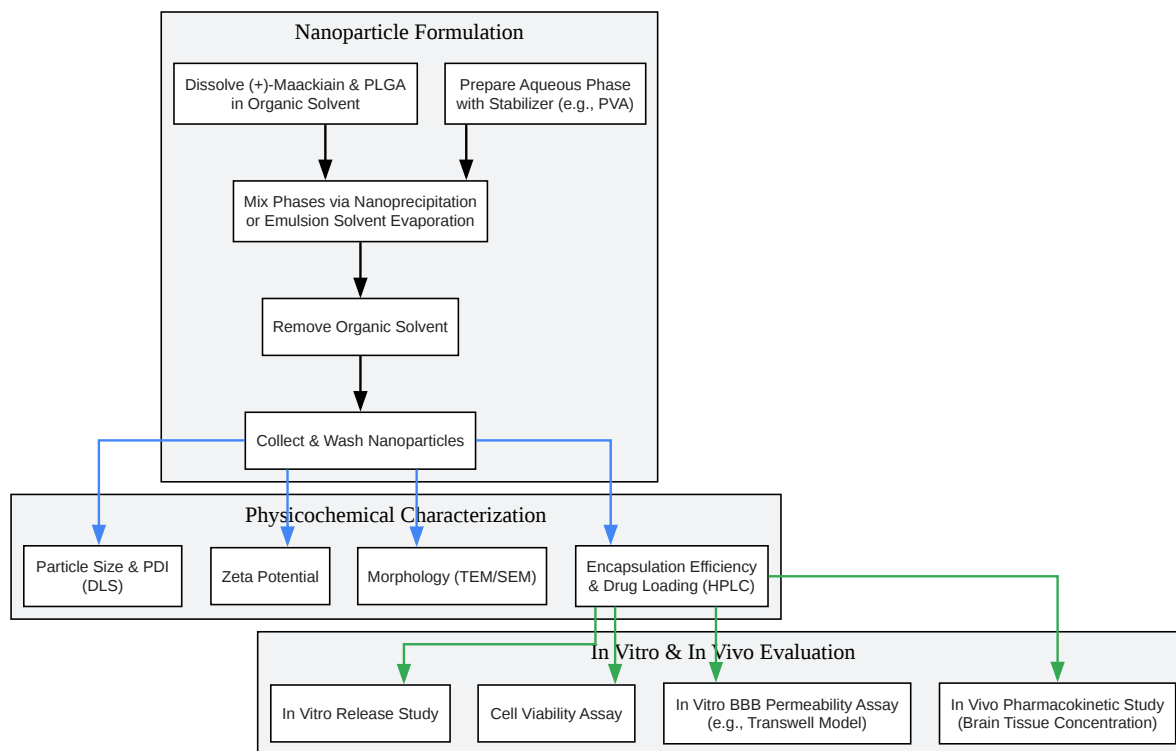 Nanoparticle Formulation
Dissolve (+)-Maackiain & PLGA
in Organic Solvent
Prepare Aqueous Phase
with Stabilizer (e.g., PVA)
Mix Phases via Nanoprecipitation
or Emulsion Solvent Evaporation
Remove Organic Solvent
Collect & Wash Nanoparticles
Physicochemical Characterization
Particle Size & PDI
(DLS)
Zeta Potential
Morphology (TEM/SEM)
Encapsulation Efficiency
& Drug Loading (HPLC)
In Vitro & In Vivo Evaluation
In Vitro Release Study
Cell Viability Assay
In Vitro BBB Permeability Assay
(e.g., Transwell Model)
In Vivo Pharmacokinetic Study
(Brain Tissue Concentration)